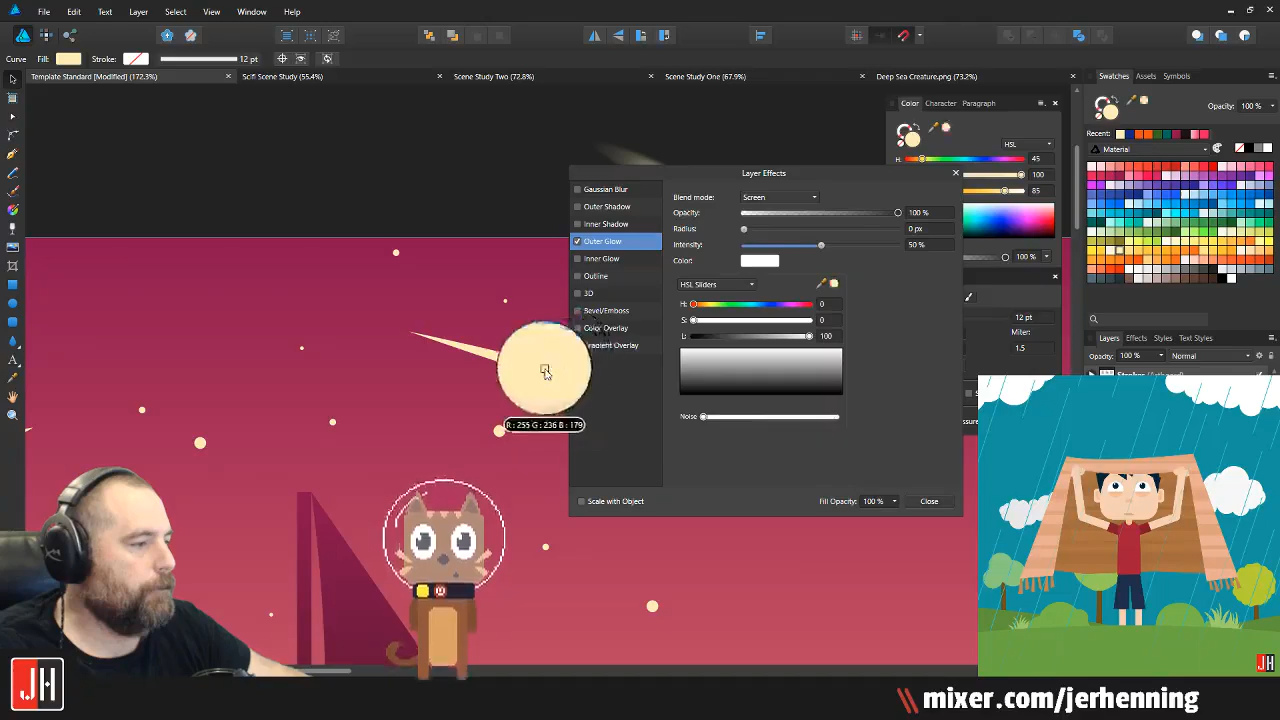 File Edit Text Layer Select View Window Help
Curve Fill: Stroke: 12 pt
Template Standard [Modified] (172.3%) × Scifi Scene Study (55.4%) × Scene Study Two (72.8%) × Scene Study One (67.9%) × Deep Sea Creature.png (73.2%) ×
Swatches Assets Symbols
Color Character Paragraph
Opacity: 100 %
Recent:
HSL
Material
H: 45
100
85
100 %
Layer Effects
Gaussian Blur
Outer Shadow
Inner Shadow
Outer Glow
Inner Glow
Outline
3D
Bevel/Emboss
Color Overlay
Gradient Overlay
Blend mode: Screen
Opacity: 100 %
Radius: 0 px
Intensity: 50 %
Color:
HSL Sliders
H: 0
S: 0
L: 100
Noise
Scale with Object
Fill Opacity: 100 % Close
R : 255 G : 236 B : 179
12 pt
Miter:
1.5
Layers Effects Styles
Opacity: 100 % Normal
JH
JH
mixer.com/jerhenning